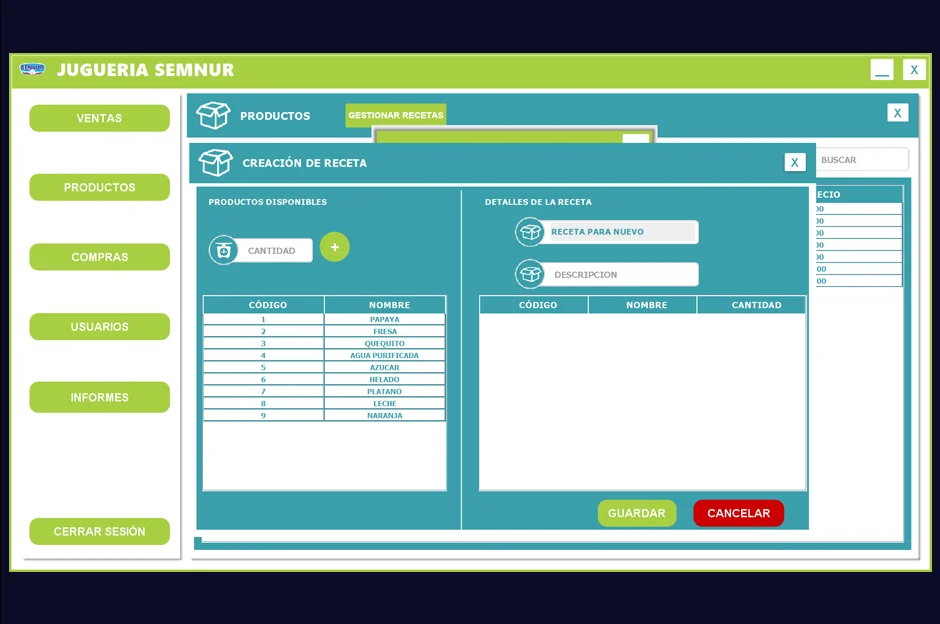 JUGUERIA SEMNUR
X
VENTAS
PRODUCTOS
COMPRAS
USUARIOS
INFORMES
CERRAR SESIÓN
PRODUCTOS
GESTIONAR RECETAS
X
CREACIÓN DE RECETA
X
BUSCAR
ECIO
00
00
00
00
00
00
00
PRODUCTOS DISPONIBLES
CANTIDAD
+
CÓDIGO NOMBRE
1 PAPAYA
2 FRESA
3 QUEQUITO
4 AGUA PURIFICADA
5 AZUCAR
6 HELADO
7 PLATANO
8 LECHE
9 NARANJA
DETALLES DE LA RECETA
RECETA PARA NUEVO
DESCRIPCION
CÓDIGO NOMBRE CANTIDAD
GUARDAR
CANCELAR